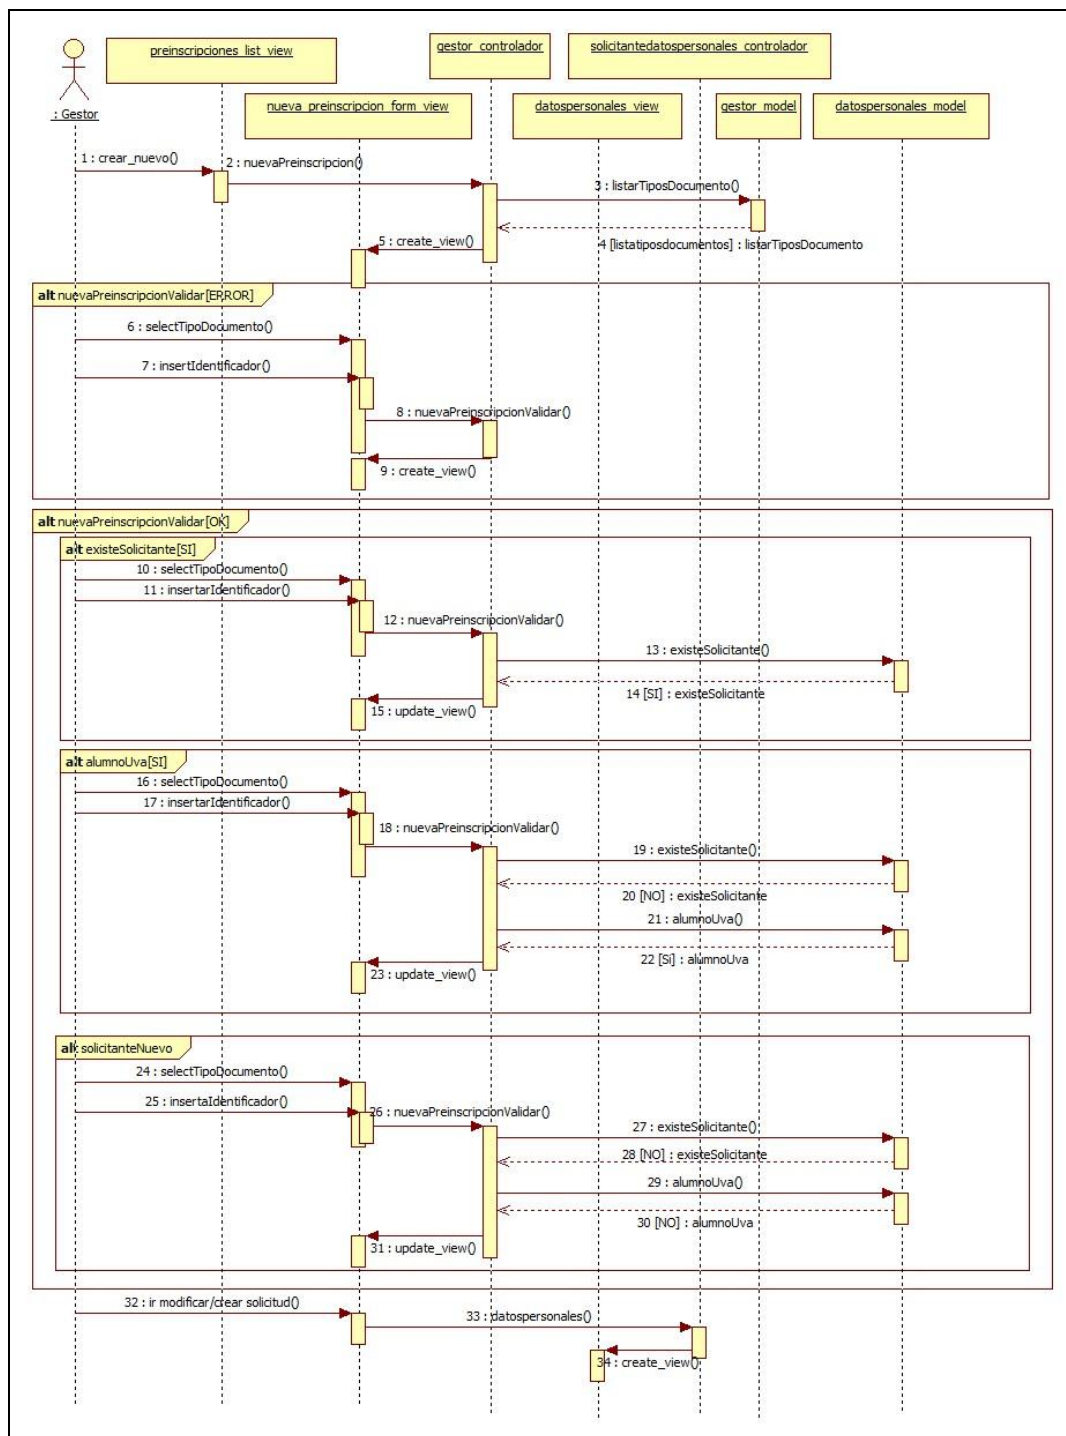 preinscripciones_list_view
gestor_controlador
solicitantedatospersonales_controlador
nueva_preinscripcion_form_view
datospersonales_view
gestor_model
datospersonales_model
: Gestor
1 : crear_nuevo()
2 : nuevaPreinscripcion()
3 : listarTiposDocumento()
4 [listatiposdocumentos] : listarTiposDocumento
5 : create_view()
alt nuevaPreinscripcionValidar[ERROR]
6 : selectTipoDocumento()
7 : insertIdentificador()
8 : nuevaPreinscripcionValidar()
9 : create_view()
alt nuevaPreinscripcionValidar[OK]
alt existeSolicitante[SI]
10 : selectTipoDocumento()
11 : insertarIdentificador()
12 : nuevaPreinscripcionValidar()
13 : existeSolicitante()
14 [SI] : existeSolicitante
15 : update_view()
alt alumnoUva[SI]
16 : selectTipoDocumento()
17 : insertarIdentificador()
18 : nuevaPreinscripcionValidar()
19 : existeSolicitante()
20 [NO] : existeSolicitante
21 : alumnoUva()
22 [Si] : alumnoUva
23 : update_view()
alt solicitanteNuevo
24 : selectTipoDocumento()
25 : insertaIdentificador()
26 : nuevaPreinscripcionValidar()
27 : existeSolicitante()
28 [NO] : existeSolicitante
29 : alumnoUva()
30 [NO] : alumnoUva
31 : update_view()
32 : ir modificar/crear solicitud()
33 : datospersonales()
34 : create_view()